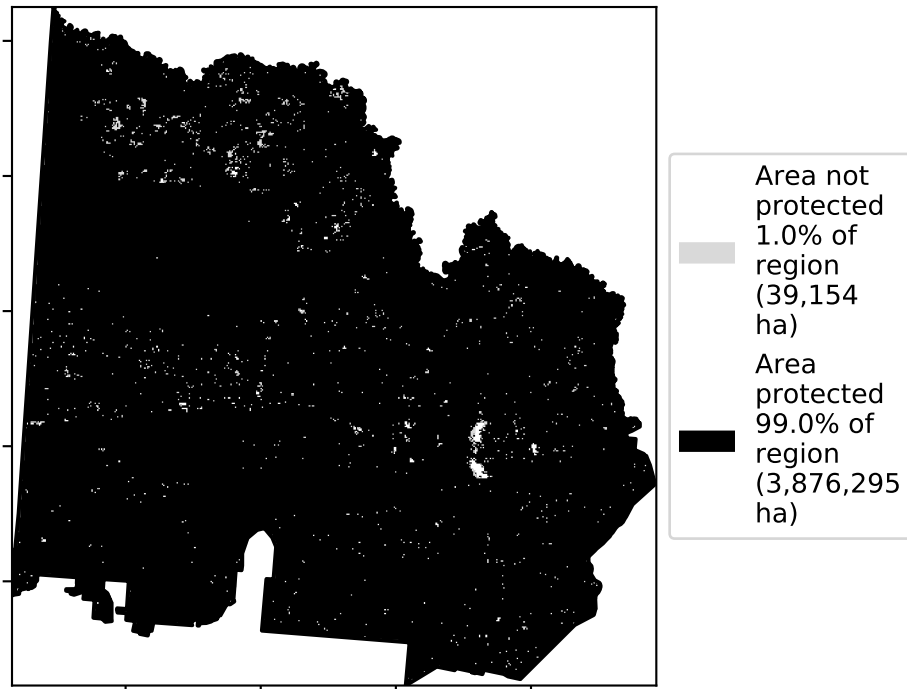 Area not
protected
1.0% of
region
(39,154
ha)
Area
protected
99.0% of
region
(3,876,295
ha)